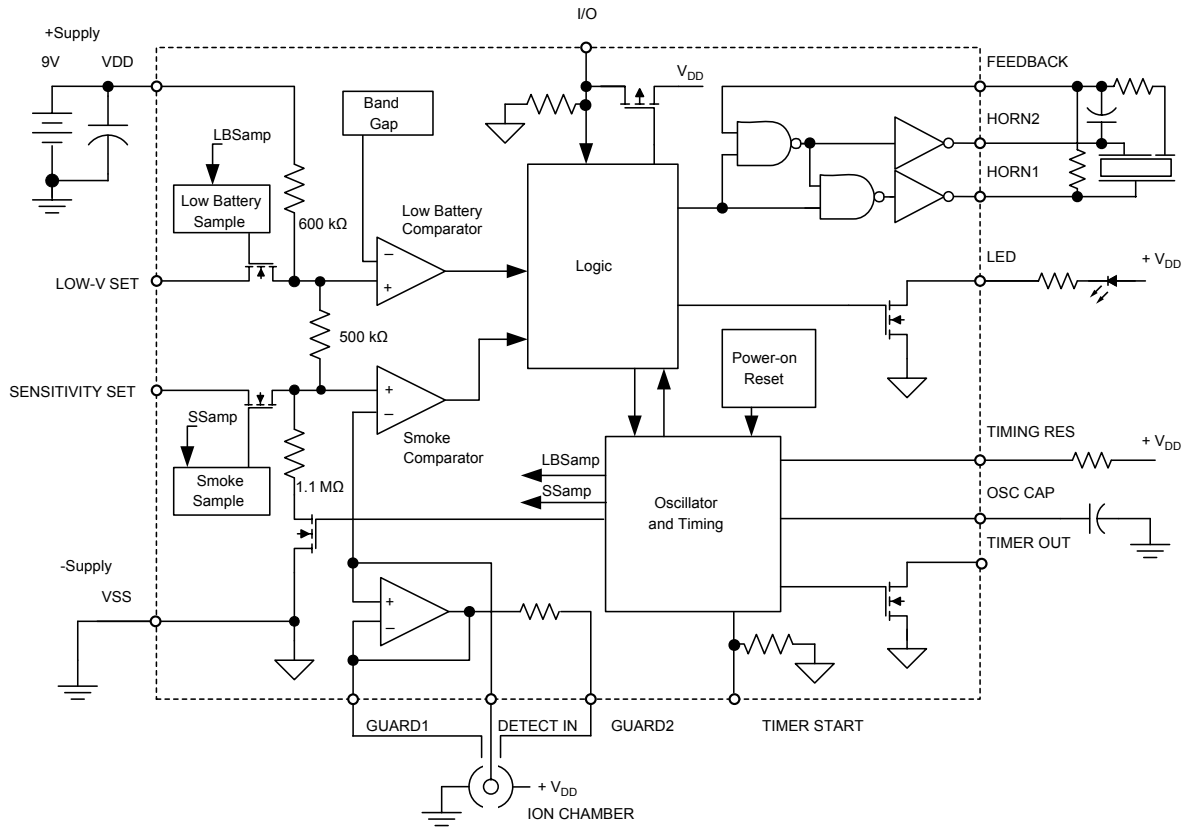 I/O
+Supply
9V
VDD
LBSamp
Low Battery
Sample
600 kΩ
Band
Gap
Low Battery
Comparator
−
+
V_DD
Logic
FEEDBACK
HORN2
HORN1
LED
+ V_DD
LOW-V SET
500 kΩ
SENSITIVITY SET
SSamp
Smoke
Sample
1.1 MΩ
+
−
Smoke
Comparator
Power-on
Reset
LBSamp
SSamp
Oscillator
and Timing
TIMING RES
+ V_DD
OSC CAP
TIMER OUT
-Supply
VSS
+
−
GUARD1
DETECT IN
GUARD2
TIMER START
+ V_DD
ION CHAMBER